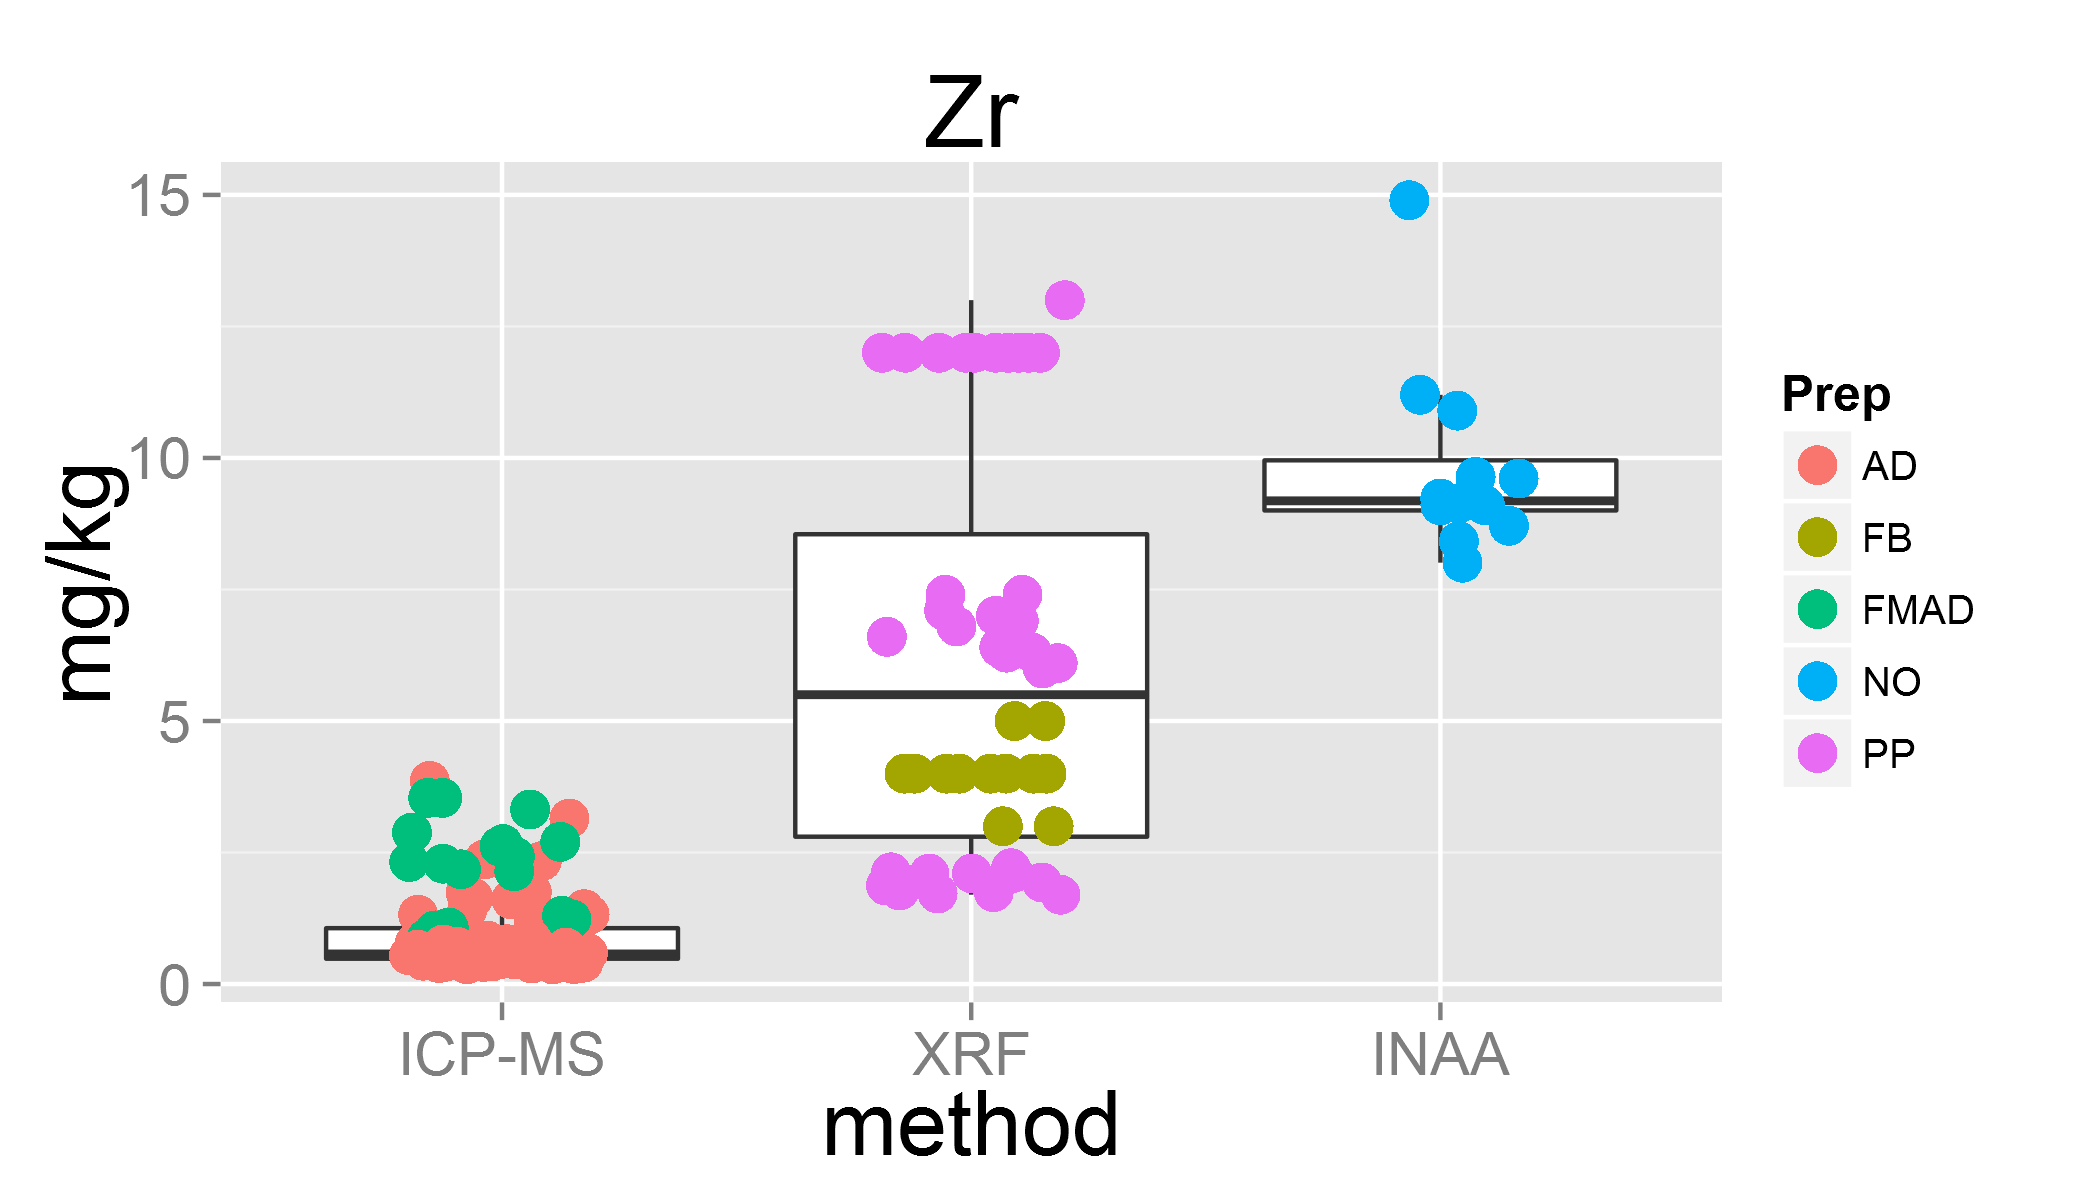 Zr
mg/kg
15
10
5
0
ICP-MS
XRF
INAA
method
Prep
AD
FB
FMAD
NO
PP